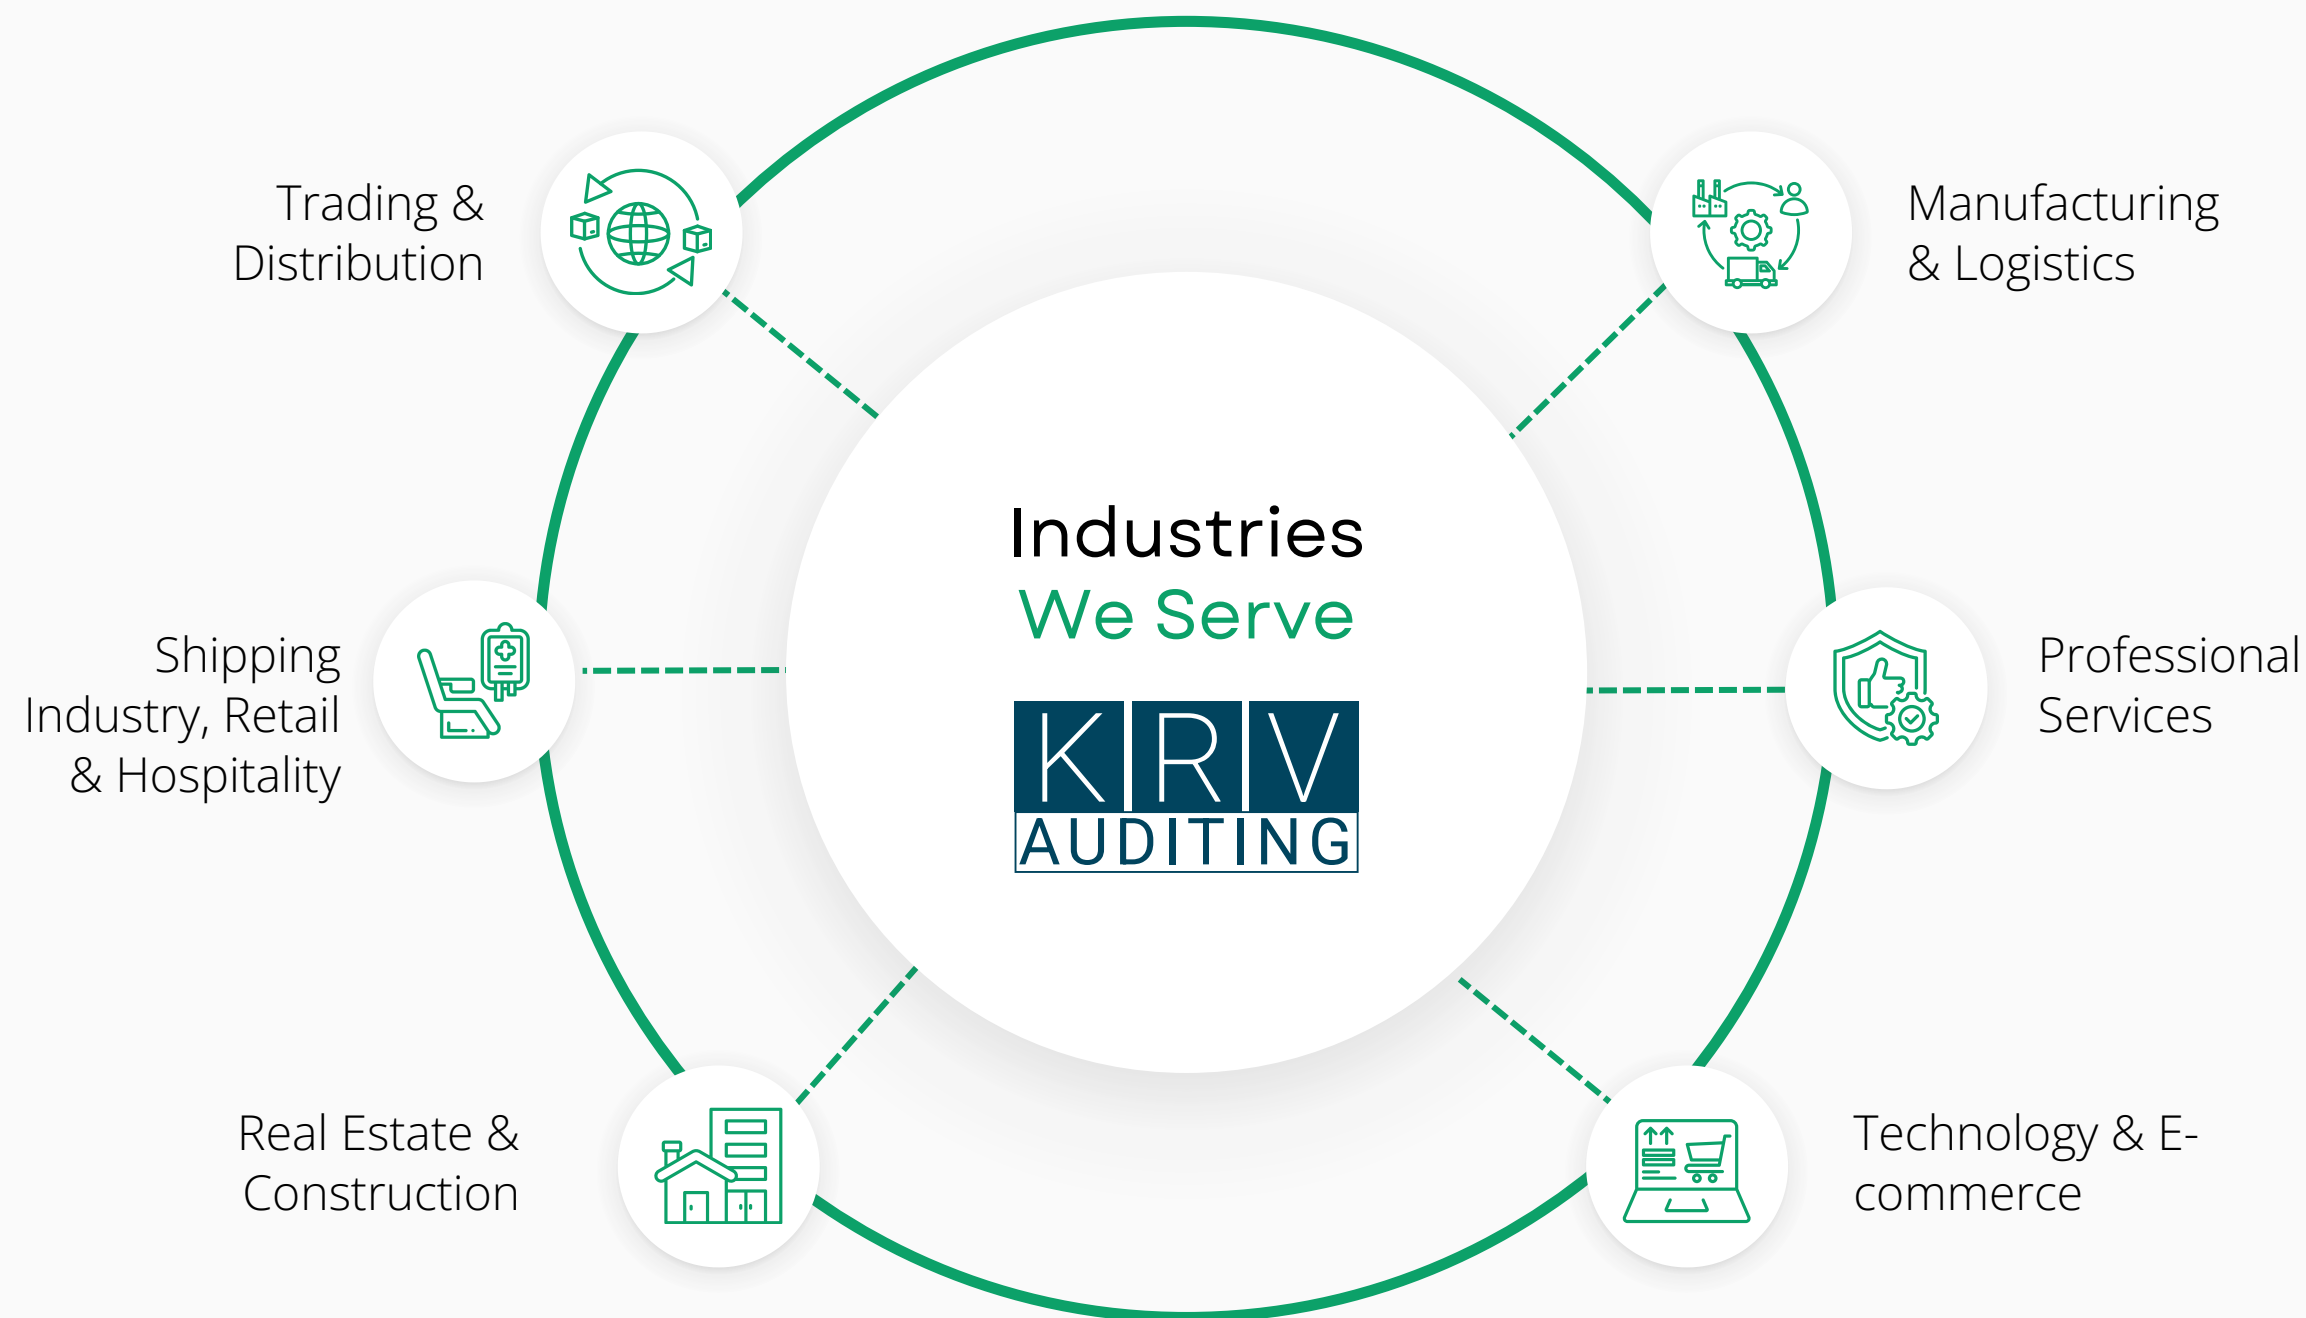 Industries
We Serve
KRV
AUDITING
Trading &
Distribution
Manufacturing
& Logistics
Shipping
Industry, Retail
& Hospitality
Professional
Services
Real Estate &
Construction
Technology & E-
commerce